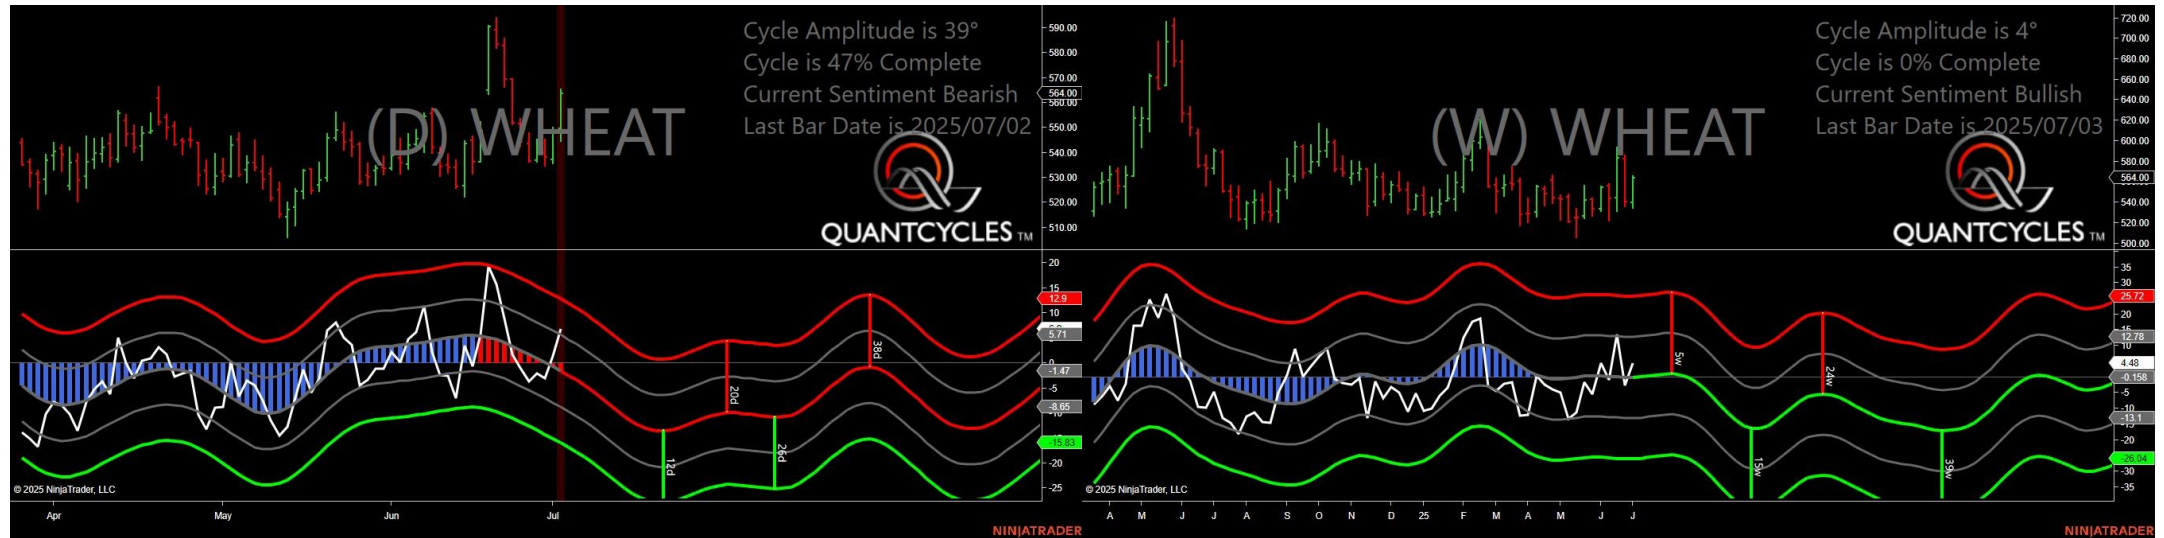 Cycle Amplitude is 39°
Cycle is 47% Complete
Current Sentiment Bearish
Last Bar Date is 2025/07/02
(D) WHEAT
QUANTCYCLES TM
590.00
580.00
570.00
564.00
560.00
550.00
540.00
530.00
520.00
510.00
20
15
12.9
10
5.71
0
-1.47
-5
-8.65
-15.83
-20
-25
12d
20d
26d
38d
© 2025 NinjaTrader, LLC
Apr May Jun Jul
NINJATRADER
Cycle Amplitude is 4°
Cycle is 0% Complete
Current Sentiment Bullish
Last Bar Date is 2025/07/03
(W) WHEAT
QUANTCYCLES TM
720.00
700.00
680.00
660.00
640.00
620.00
600.00
580.00
564.00
540.00
520.00
500.00
35
30
25.72
20
15
12.78
10
4.48
-0.158
-5
-10
-13.1
-20
-26.04
-30
-35
5w
15w
24w
39w
© 2025 NinjaTrader, LLC
A M J J A S O N D 25 F M A M J J
NINJATRADER